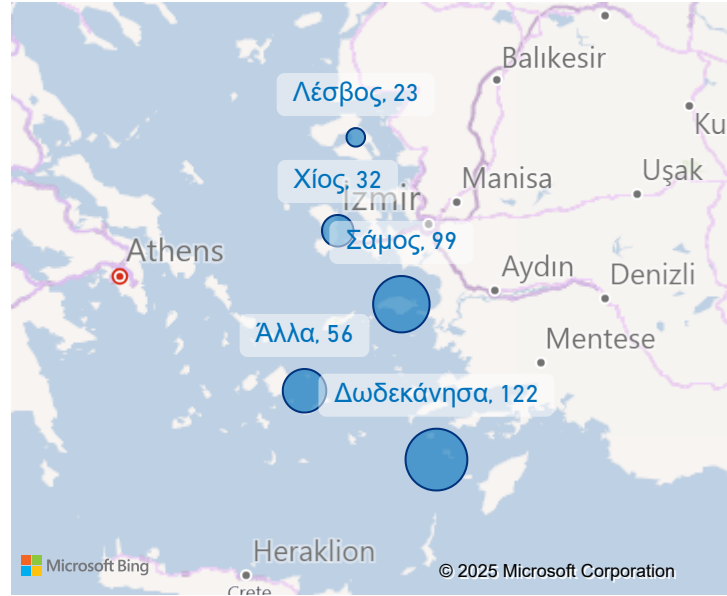 Balıkesir
Λέσβος, 23
Χίος, 32
Manisa
Uşak
Izmir
Σάμος, 99
Athens
Aydın
Denizli
Άλλα, 56
Mentese
Δωδεκάνησα, 122
Heraklion
Microsoft Bing
© 2025 Microsoft Corporation
Crete